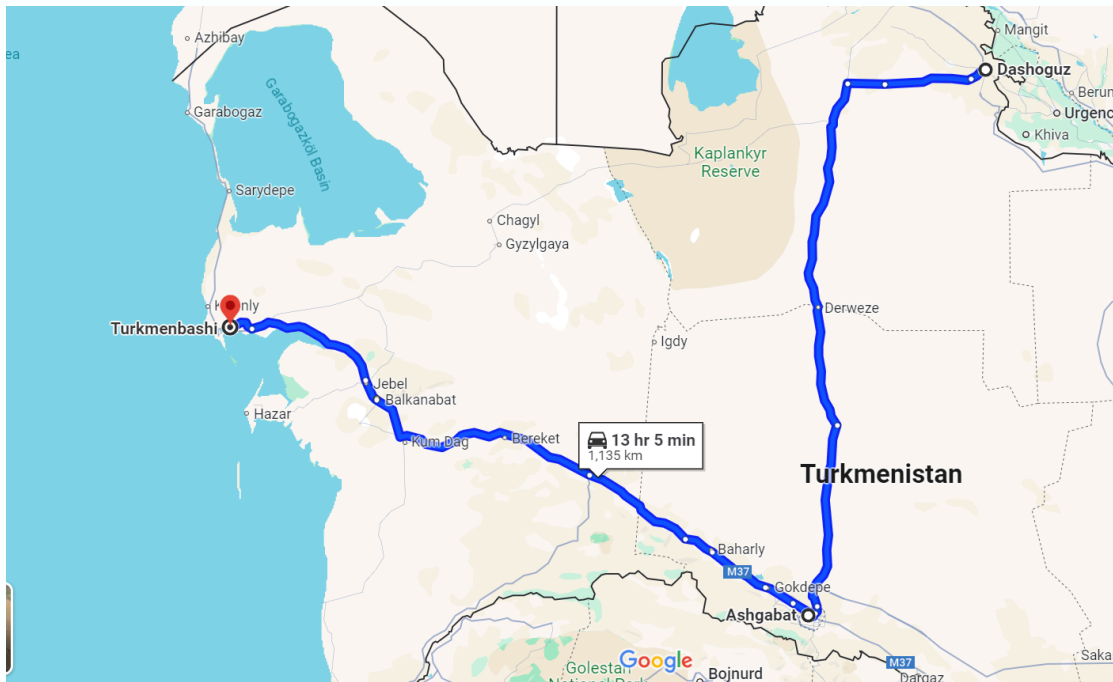 Azhibay
Mangit
ea
Dashoguz
Berun
Garabogaz
Garabogazköl Basin
Urgenc
Khiva
Kaplankyr
Reserve
Sarydepe
Chagyl
Gyzylgaya
Turkmenbashi
Derweze
Igdy
Jebel
Balkanabat
Hazar
Kum Dag
Bereket
13 hr 5 min
1,135 km
Turkmenistan
Baharly
M37
Gokdepe
Ashgabat
Google
Golestan
National Park
Bojnurd
M37
Saka
Dargaz